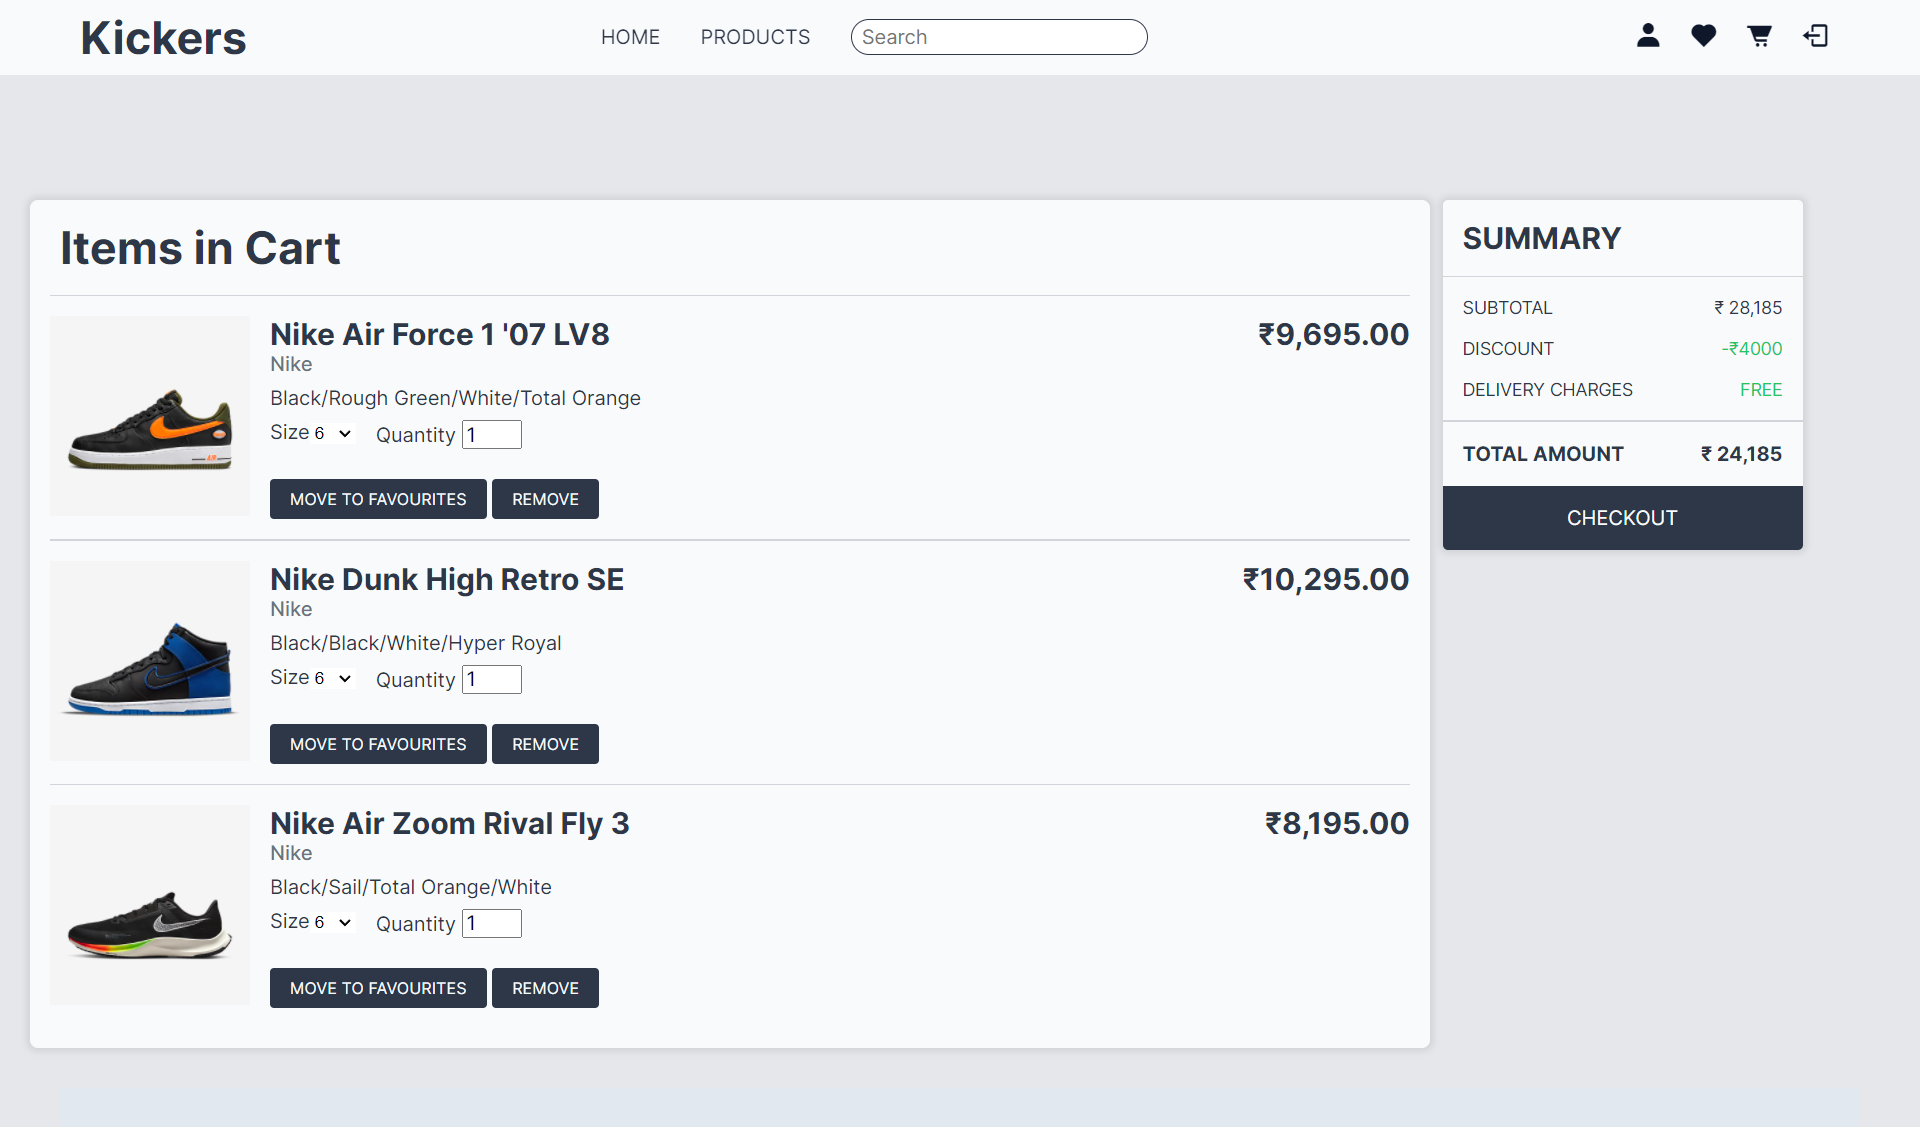 Kickers
HOME
PRODUCTS
Search
Items in Cart
Nike Air Force 1 '07 LV8
₹9,695.00
Nike
Black/Rough Green/White/Total Orange
Size 6
Quantity 1
MOVE TO FAVOURITES
REMOVE
Nike Dunk High Retro SE
₹10,295.00
Nike
Black/Black/White/Hyper Royal
Size 6
Quantity 1
MOVE TO FAVOURITES
REMOVE
Nike Air Zoom Rival Fly 3
₹8,195.00
Nike
Black/Sail/Total Orange/White
Size 6
Quantity 1
MOVE TO FAVOURITES
REMOVE
SUMMARY
SUBTOTAL ₹ 28,185
DISCOUNT -₹4000
DELIVERY CHARGES FREE
TOTAL AMOUNT ₹ 24,185
CHECKOUT